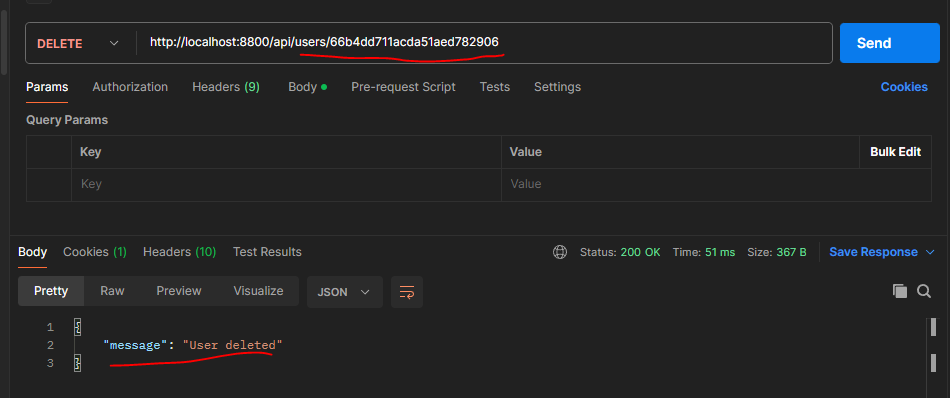 DELETE http://localhost:8800/api/users/66b4dd711acda51aed782906 Send
Params Authorization Headers (9) Body Pre-request Script Tests Settings Cookies
Query Params
Key Value Bulk Edit
Key Value
Body Cookies (1) Headers (10) Test Results Status: 200 OK Time: 51 ms Size: 367 B Save Response
Pretty Raw Preview Visualize JSON
1 {
2 "message": "User deleted"
3 }